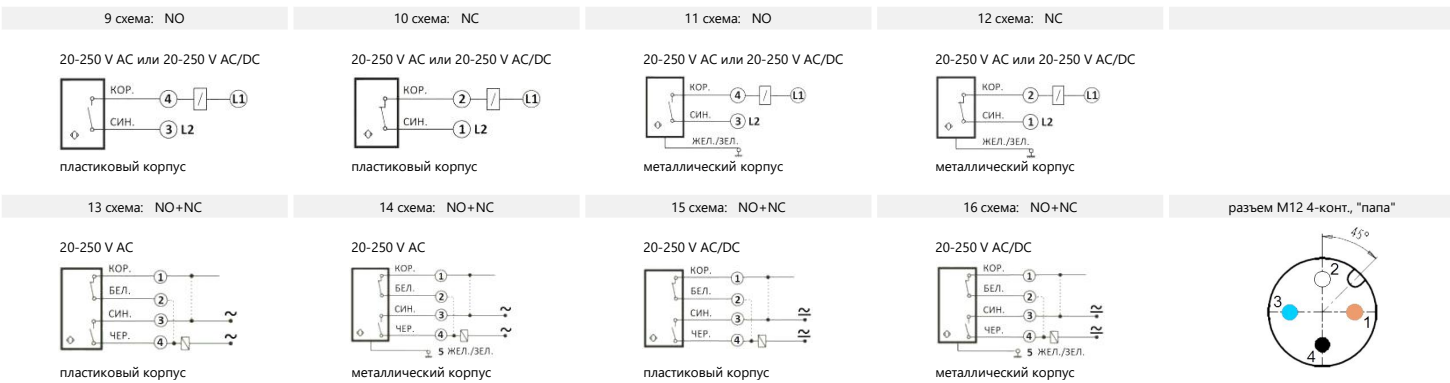 9 схема: NO
10 схема: NC
11 схема: NO
12 схема: NC
20-250 V AC или 20-250 V AC/DC
20-250 V AC или 20-250 V AC/DC
20-250 V AC или 20-250 V AC/DC
20-250 V AC или 20-250 V AC/DC
КОР. 4 L1
СИН. 3 L2
КОР. 2 L1
СИН. 1 L2
КОР. 4 L1
СИН. 3 L2
ЖЕЛ./ЗЕЛ.
КОР. 2 L1
СИН. 1 L2
ЖЕЛ./ЗЕЛ.
пластиковый корпус
пластиковый корпус
металлический корпус
металлический корпус
13 схема: NO+NC
14 схема: NO+NC
15 схема: NO+NC
16 схема: NO+NC
разъем М12 4-конт., "папа"
20-250 V AC
20-250 V AC
20-250 V AC/DC
20-250 V AC/DC
КОР. 1
БЕЛ. 2
СИН. 3 ~
ЧЕР. 4 ~
КОР. 1
БЕЛ. 2
СИН. 3 ~
ЧЕР. 4 ~
5 ЖЕЛ./ЗЕЛ.
КОР. 1
БЕЛ. 2
СИН. 3 ≂
ЧЕР. 4 ≂
КОР. 1
БЕЛ. 2
СИН. 3 ≂
ЧЕР. 4 ≂
5 ЖЕЛ./ЗЕЛ.
45°
2
3
1
4
пластиковый корпус
металлический корпус
пластиковый корпус
металлический корпус